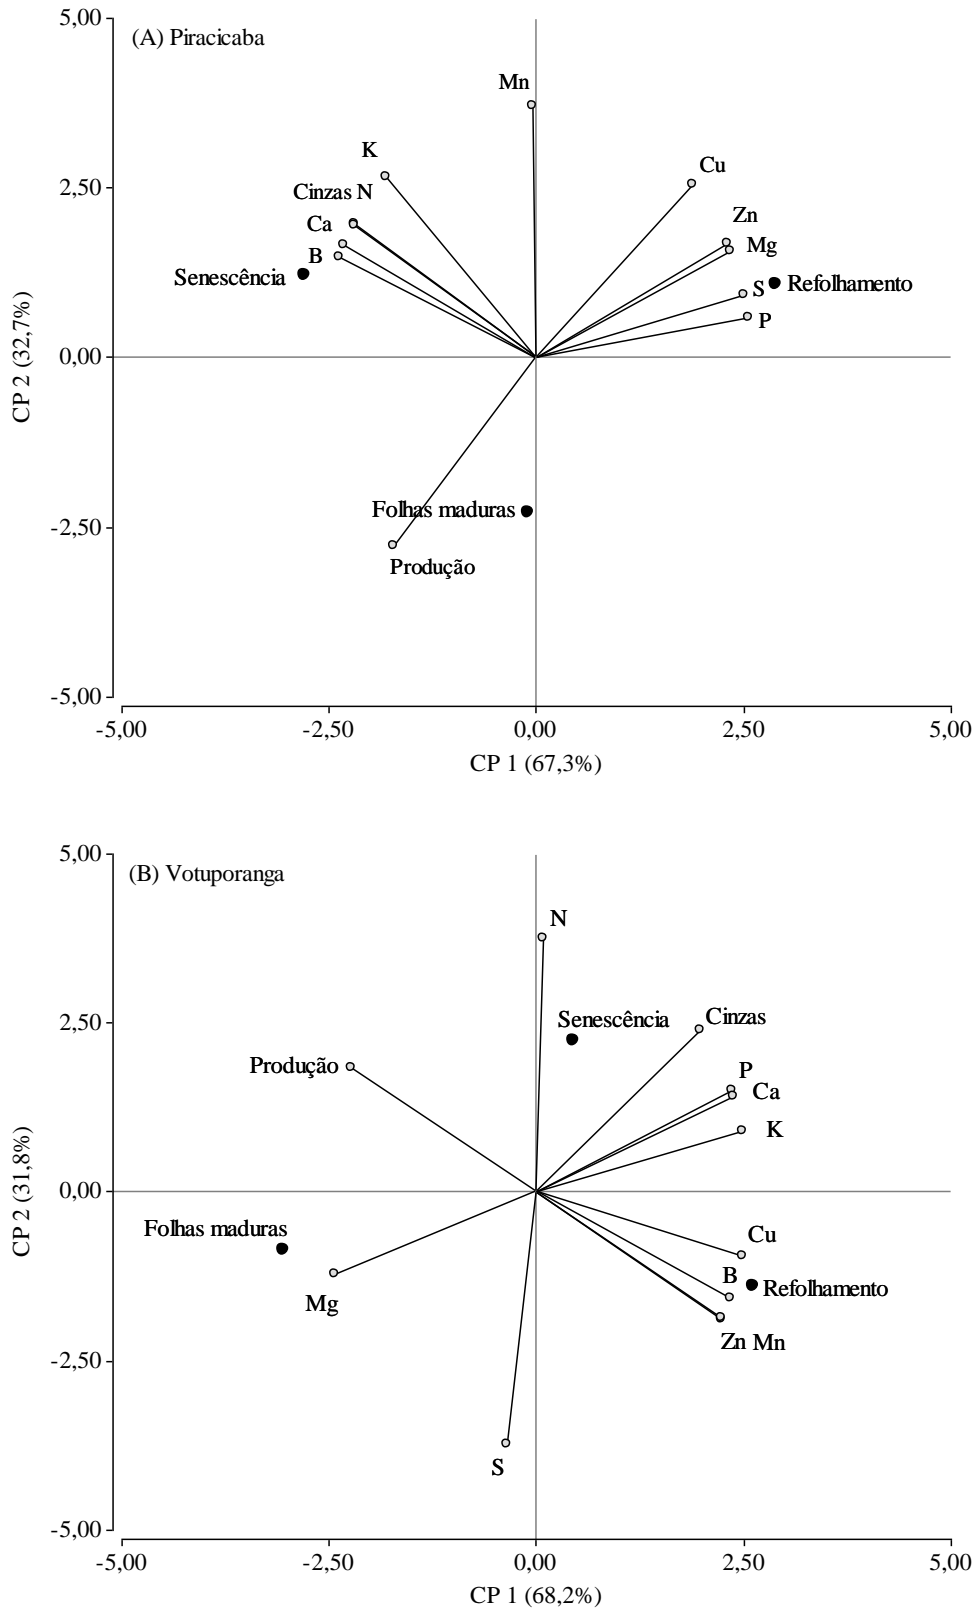 5,00
(A) Piracicaba
Mn
K
Cu
2,50
Cinzas N
Zn
Ca
Mg
B
Senescência
S
Refolhamento
P
0,00
CP 2 (32,7%)
Folhas maduras
-2,50
Produção
-5,00
-5,00
-2,50
0,00
2,50
5,00
CP 1 (67,3%)
5,00
(B) Votuporanga
N
2,50
Senescência
Cinzas
Produção
P
Ca
K
0,00
CP 2 (31,8%)
Folhas maduras
Cu
B
Refolhamento
Mg
Zn Mn
-2,50
S
-5,00
-5,00
-2,50
0,00
2,50
5,00
CP 1 (68,2%)